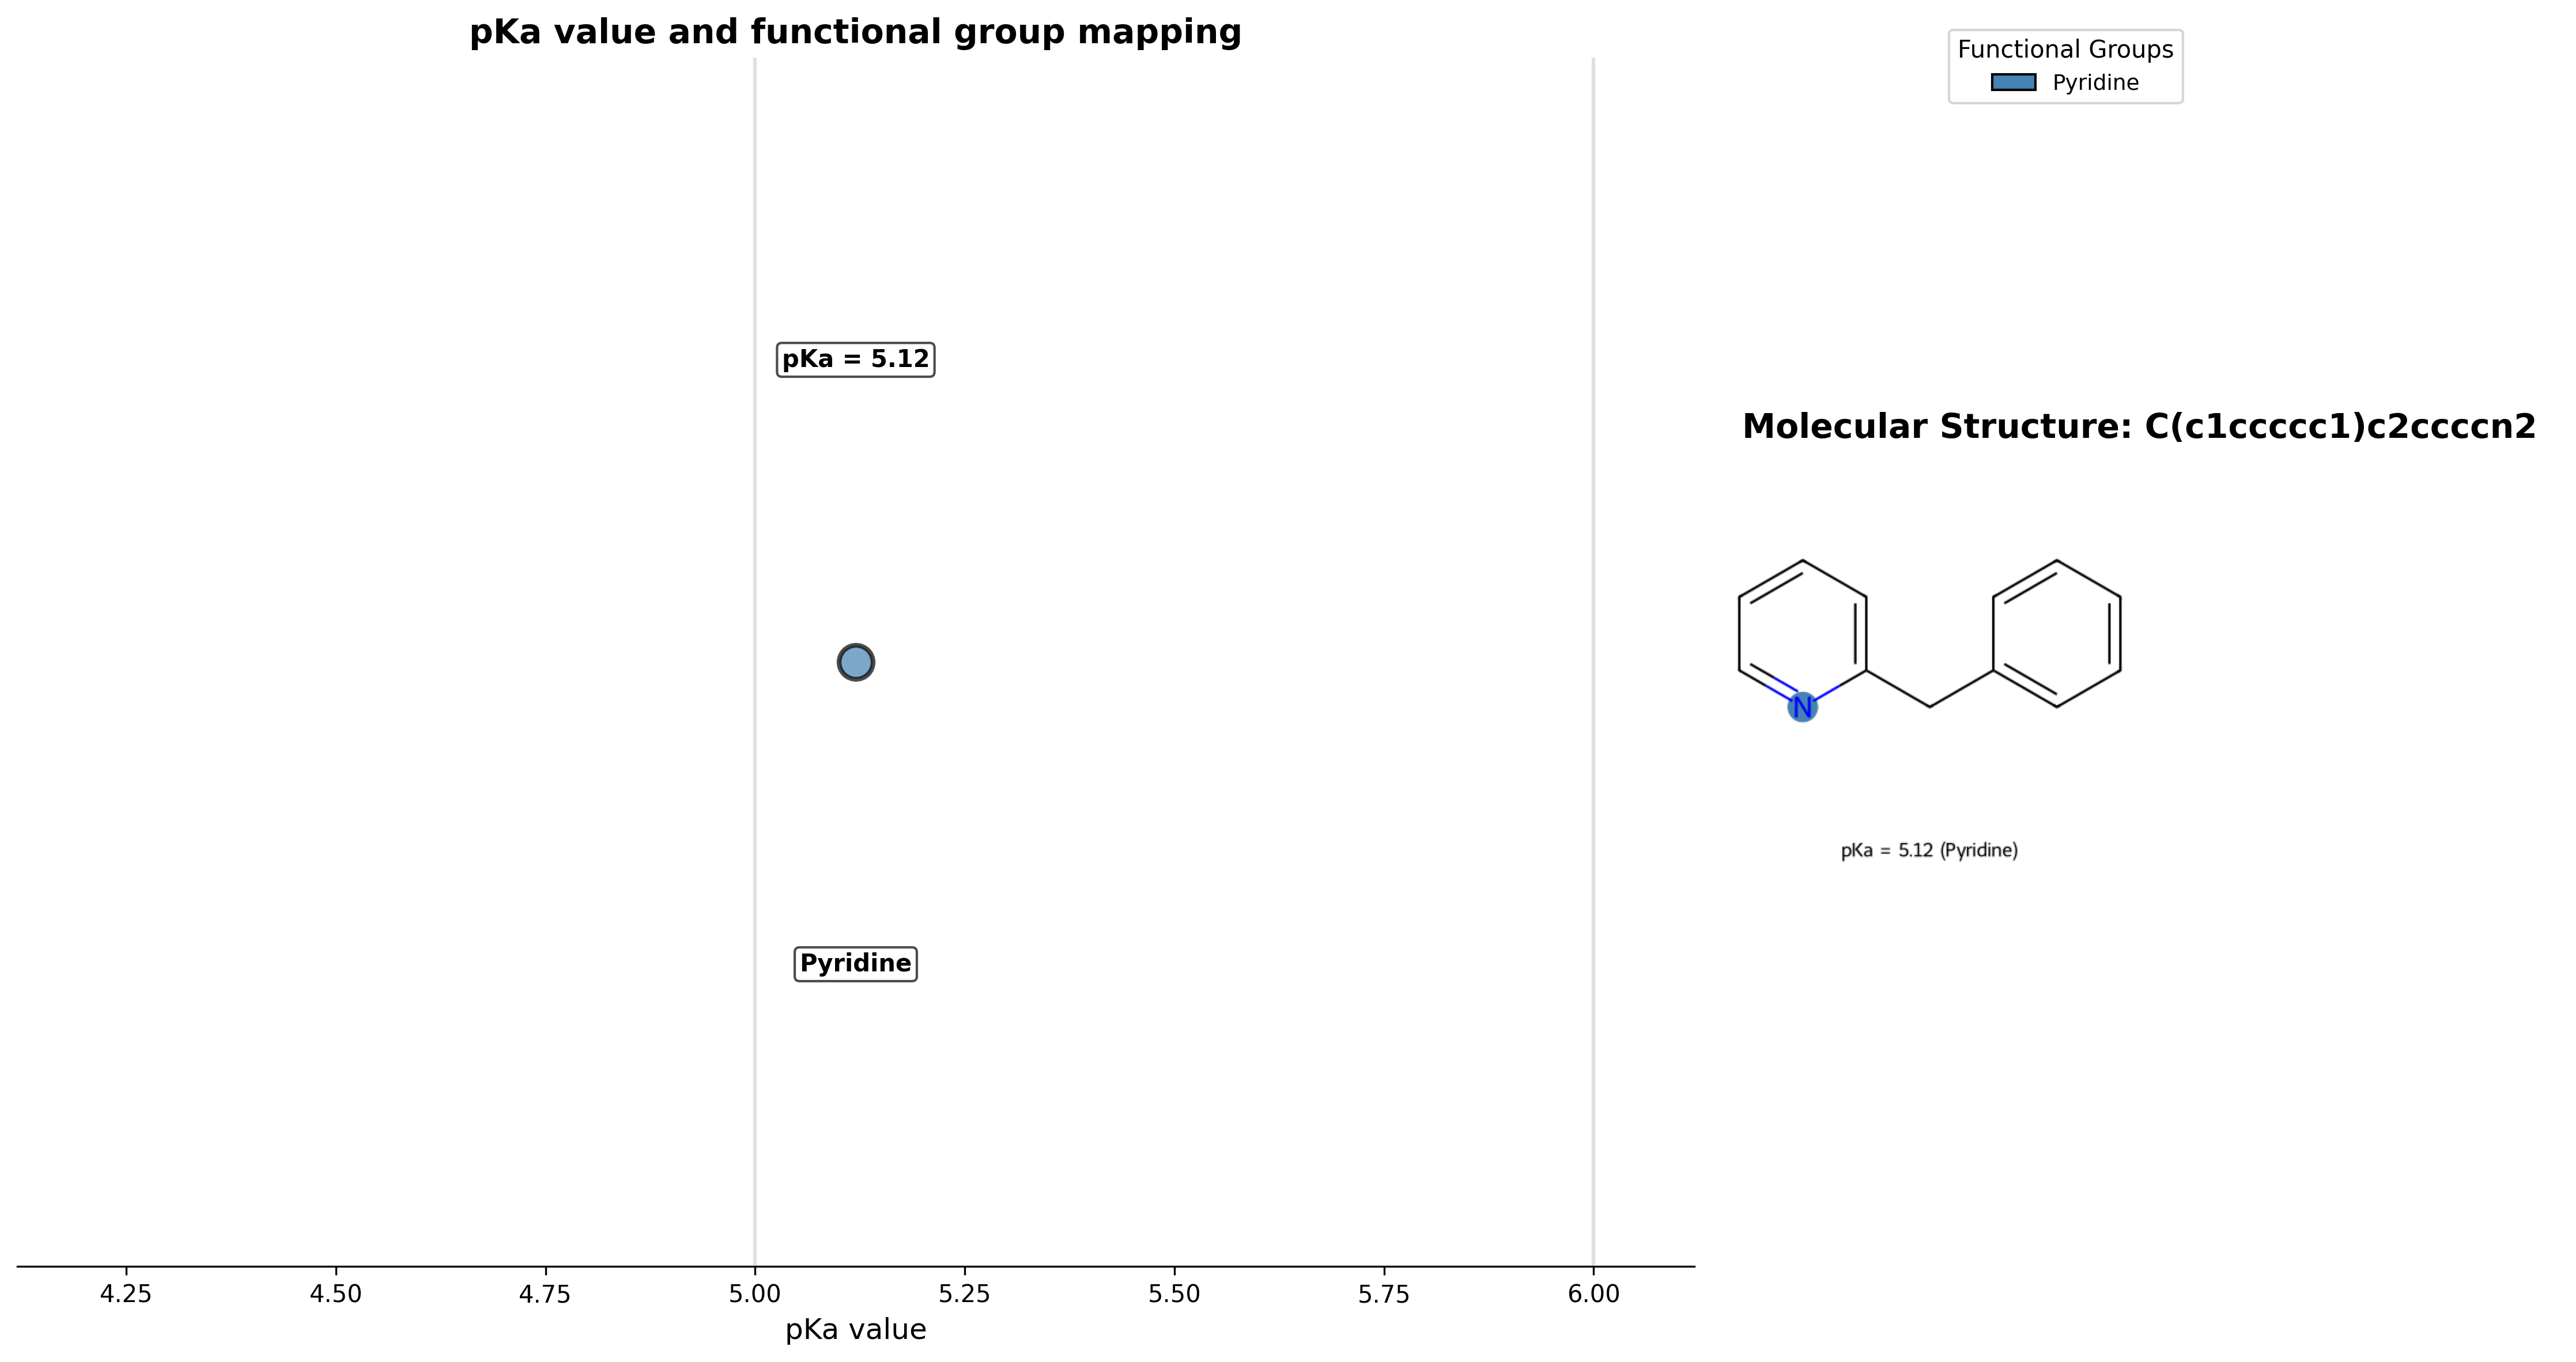 pKa value and functional group mapping
Functional Groups
Pyridine
pKa = 5.12
Molecular Structure: C(c1ccccc1)c2ccccn2
N
pKa = 5.12 (Pyridine)
Pyridine
4.25 4.50 4.75 5.00 5.25 5.50 5.75 6.00
pKa value